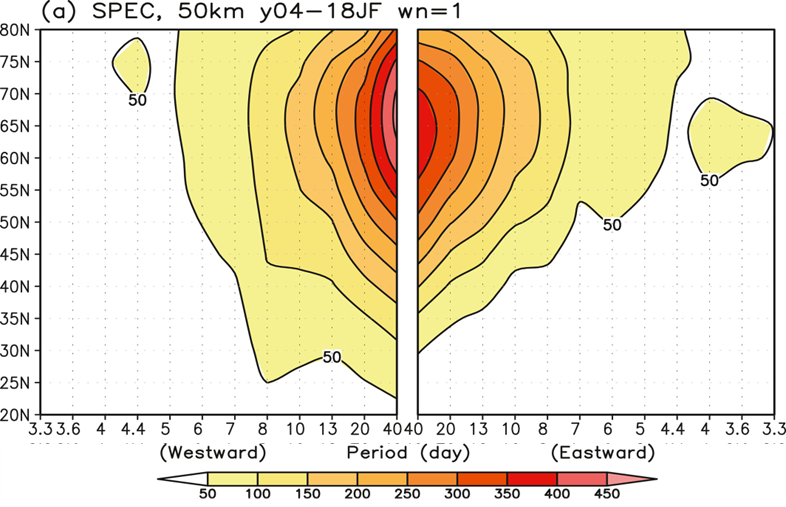 (a) SPEC, 50km y04-18JF wn=1
80N
75N
70N
65N
60N
55N
50N
45N
40N
35N
30N
25N
20N
50
50
50
50
3.3 3.6 4 4.4 5 6 7 8 10 13 20 40
40 20 13 10 8 7 6 5 4.4 4 3.6 3.3
(Westward) Period (day) (Eastward)
50 100 150 200 250 300 350 400 450